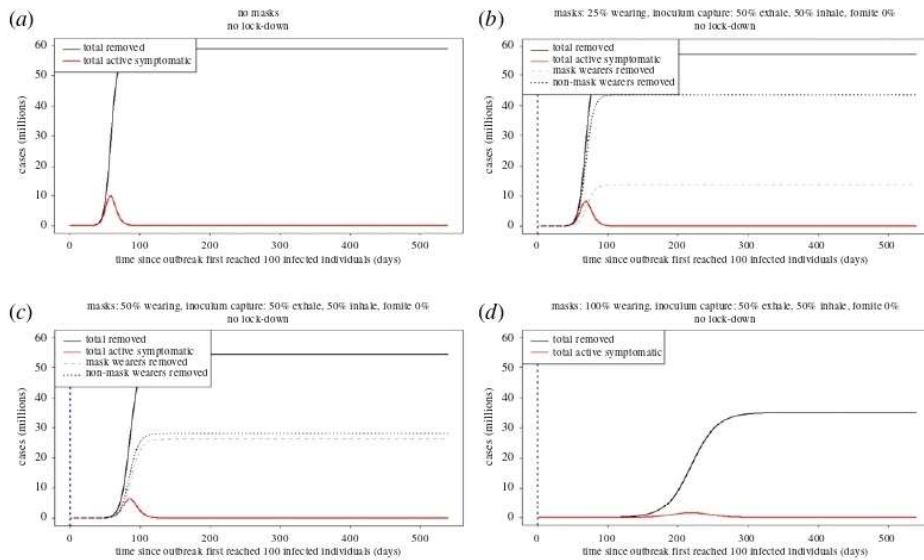 (a)
no masks
no lock-down
total removed
total active symptomatic
cases (millions)
60
50
40
30
20
10
0
0 100 200 300 400 500
time since outbreak first reached 100 infected individuals (days)
(b)
masks: 25% wearing, inoculum capture: 50% exhale, 50% inhale, fomite 0%
no lock-down
total removed
total active symptomatic
mask wearers removed
non-mask wearers removed
cases (millions)
60
50
40
30
20
10
0
0 100 200 300 400 500
time since outbreak first reached 100 infected individuals (days)
(c)
masks: 50% wearing, inoculum capture: 50% exhale, 50% inhale, fomite 0%
no lock-down
total removed
total active symptomatic
mask wearers removed
non-mask wearers removed
cases (millions)
60
50
40
30
20
10
0
0 100 200 300 400 500
time since outbreak first reached 100 infected individuals (days)
(d)
masks: 100% wearing, inoculum capture: 50% exhale, 50% inhale, fomite 0%
no lock-down
total removed
total active symptomatic
cases (millions)
60
50
40
30
20
10
0
0 100 200 300 400 500
time since outbreak first reached 100 infected individuals (days)